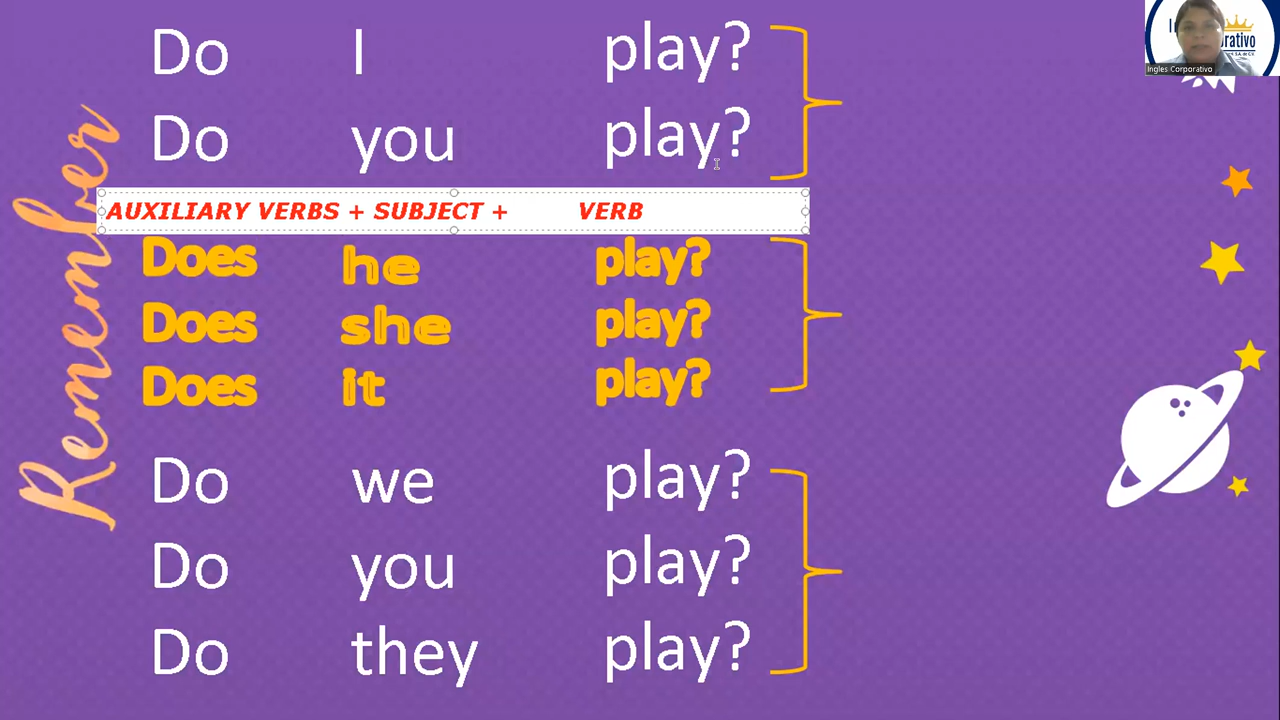 Remember
Do I play?
Do you play?
AUXILIARY VERBS + SUBJECT + VERB
Does he play?
Does she play?
Does it play?
Do we play?
Do you play?
Do they play?
Ingles Corporativo